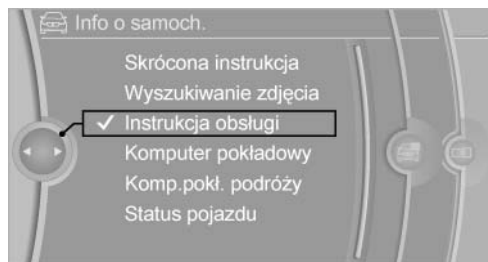 Info o samoch.
Skrócona instrukcja
Wyszukiwanie zdjęcia
Instrukcja obsługi
Komputer pokładowy
Komp.pokł. podróży
Status pojazdu